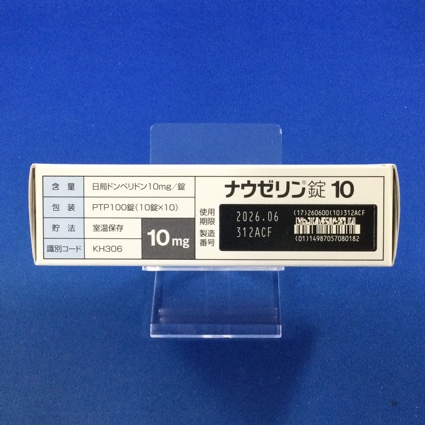 含量 日局ドンペリドン10mg/錠
包装 PTP100錠(10錠×10)
貯法 室温保存
識別コード KH306
10mg
ナウゼリン®錠 10
使用期限 2026.06
製造番号 312ACF
(17)260600(10)312ACF
(01)14987057080182